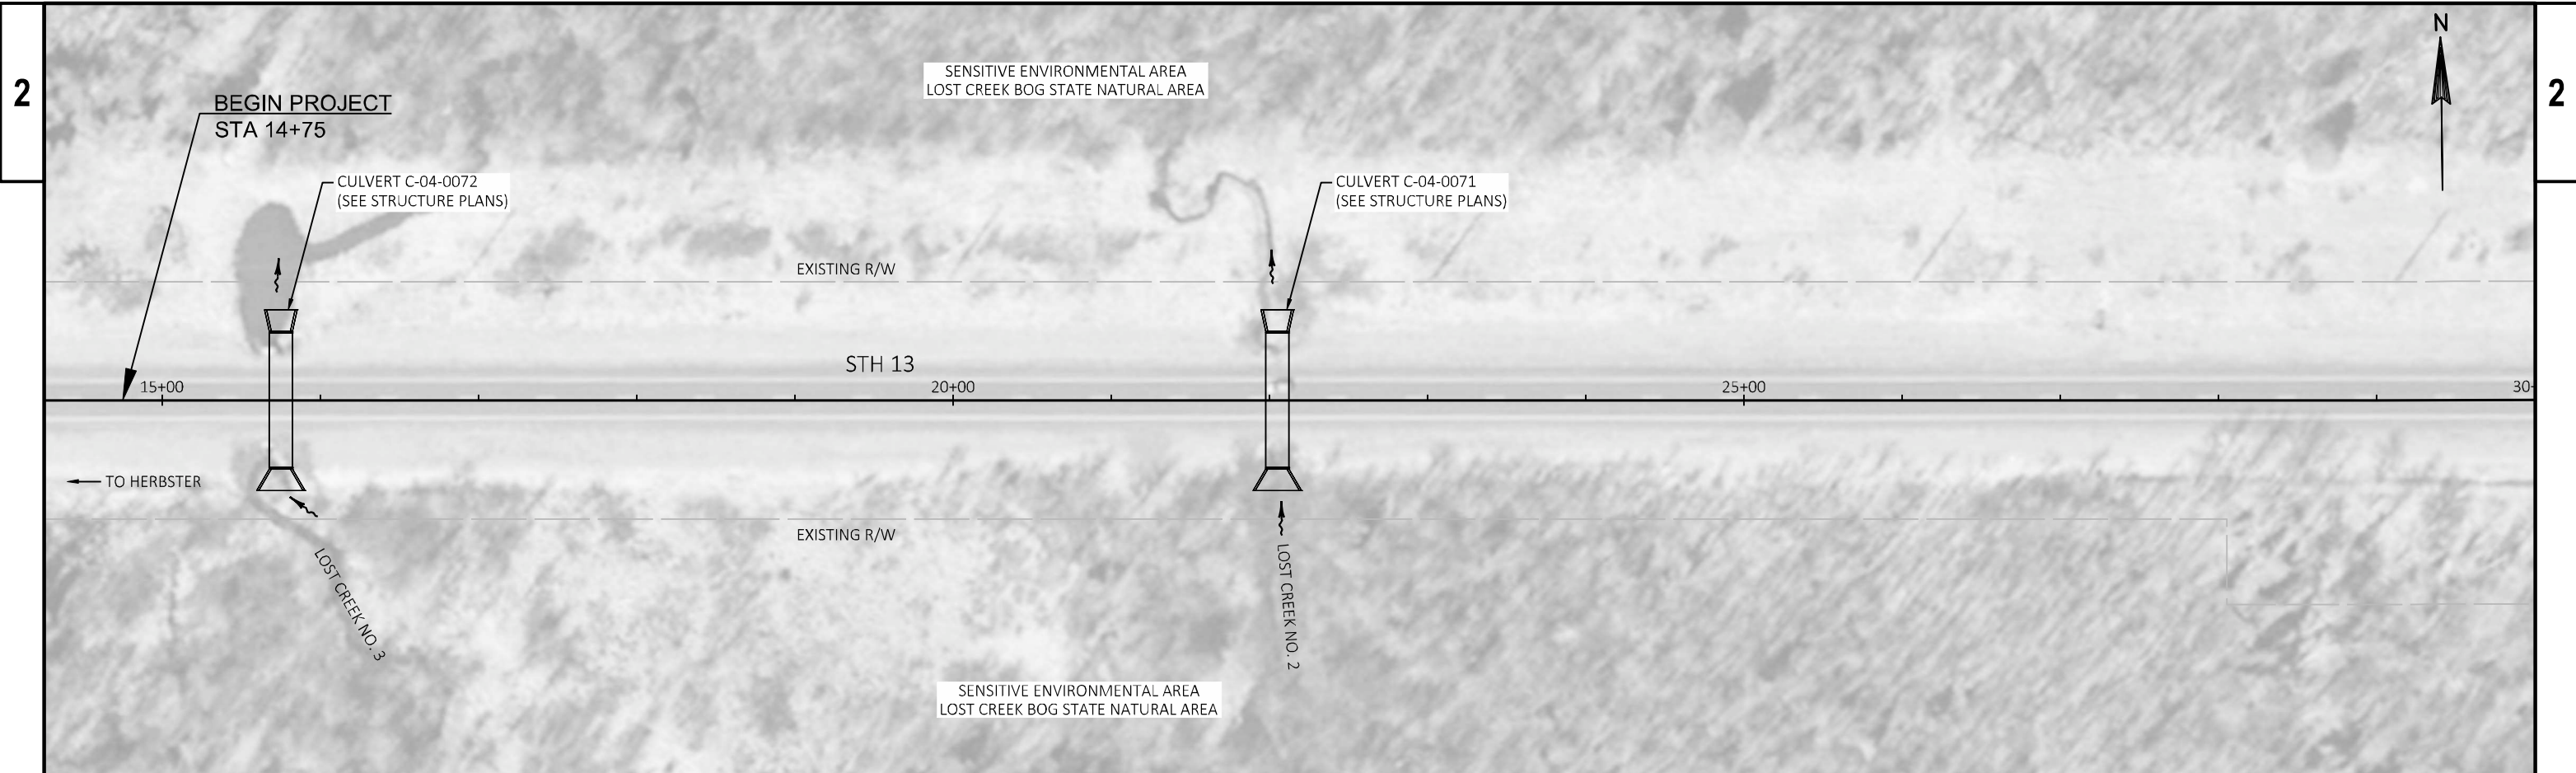 2
2
N
SENSITIVE ENVIRONMENTAL AREA
LOST CREEK BOG STATE NATURAL AREA
BEGIN PROJECT
STA 14+75
CULVERT C-04-0072
(SEE STRUCTURE PLANS)
CULVERT C-04-0071
(SEE STRUCTURE PLANS)
EXISTING R/W
STH 13
15+00
20+00
25+00
30+
TO HERBSTER
EXISTING R/W
LOST CREEK NO. 3
LOST CREEK NO. 2
SENSITIVE ENVIRONMENTAL AREA
LOST CREEK BOG STATE NATURAL AREA